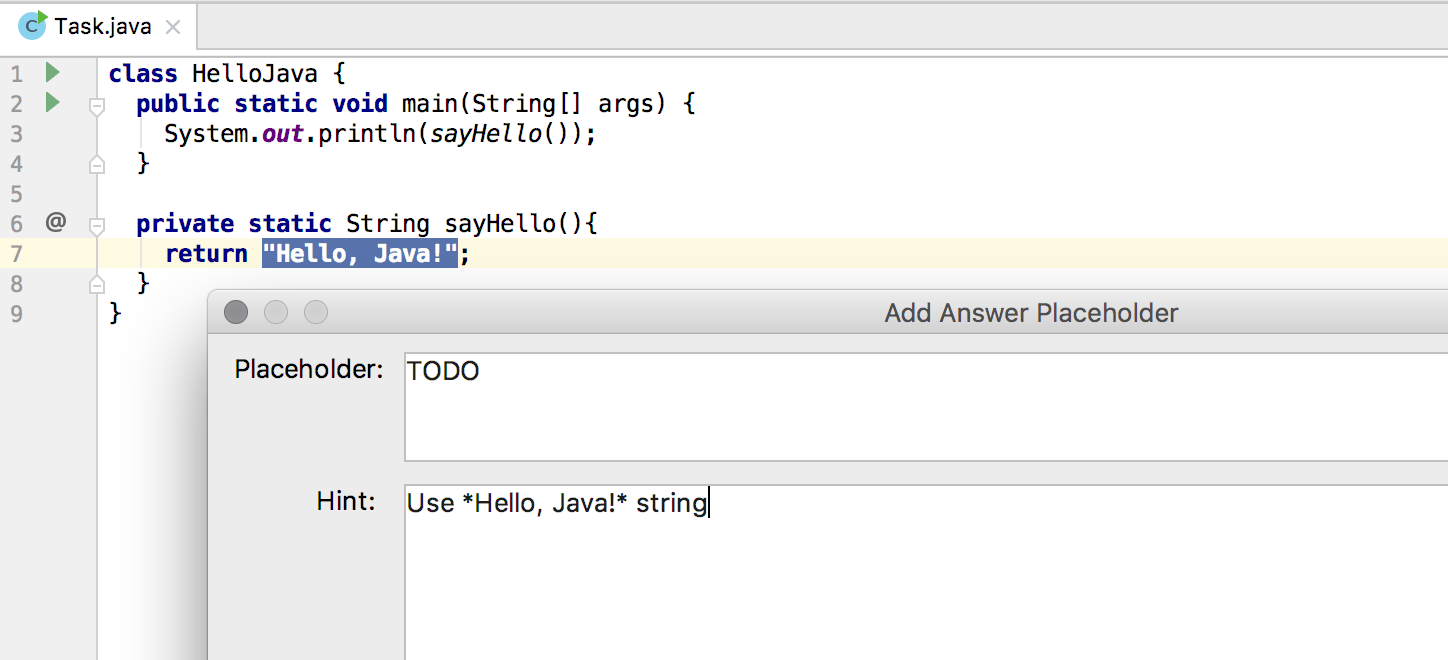 C Task.java
1 class HelloJava {
2 public static void main(String[] args) {
3 System.out.println(sayHello());
4 }
5
6 @ private static String sayHello(){
7 return "Hello, Java!";
8 }
9 }
Add Answer Placeholder
Placeholder: TODO
Hint: Use *Hello, Java!* string